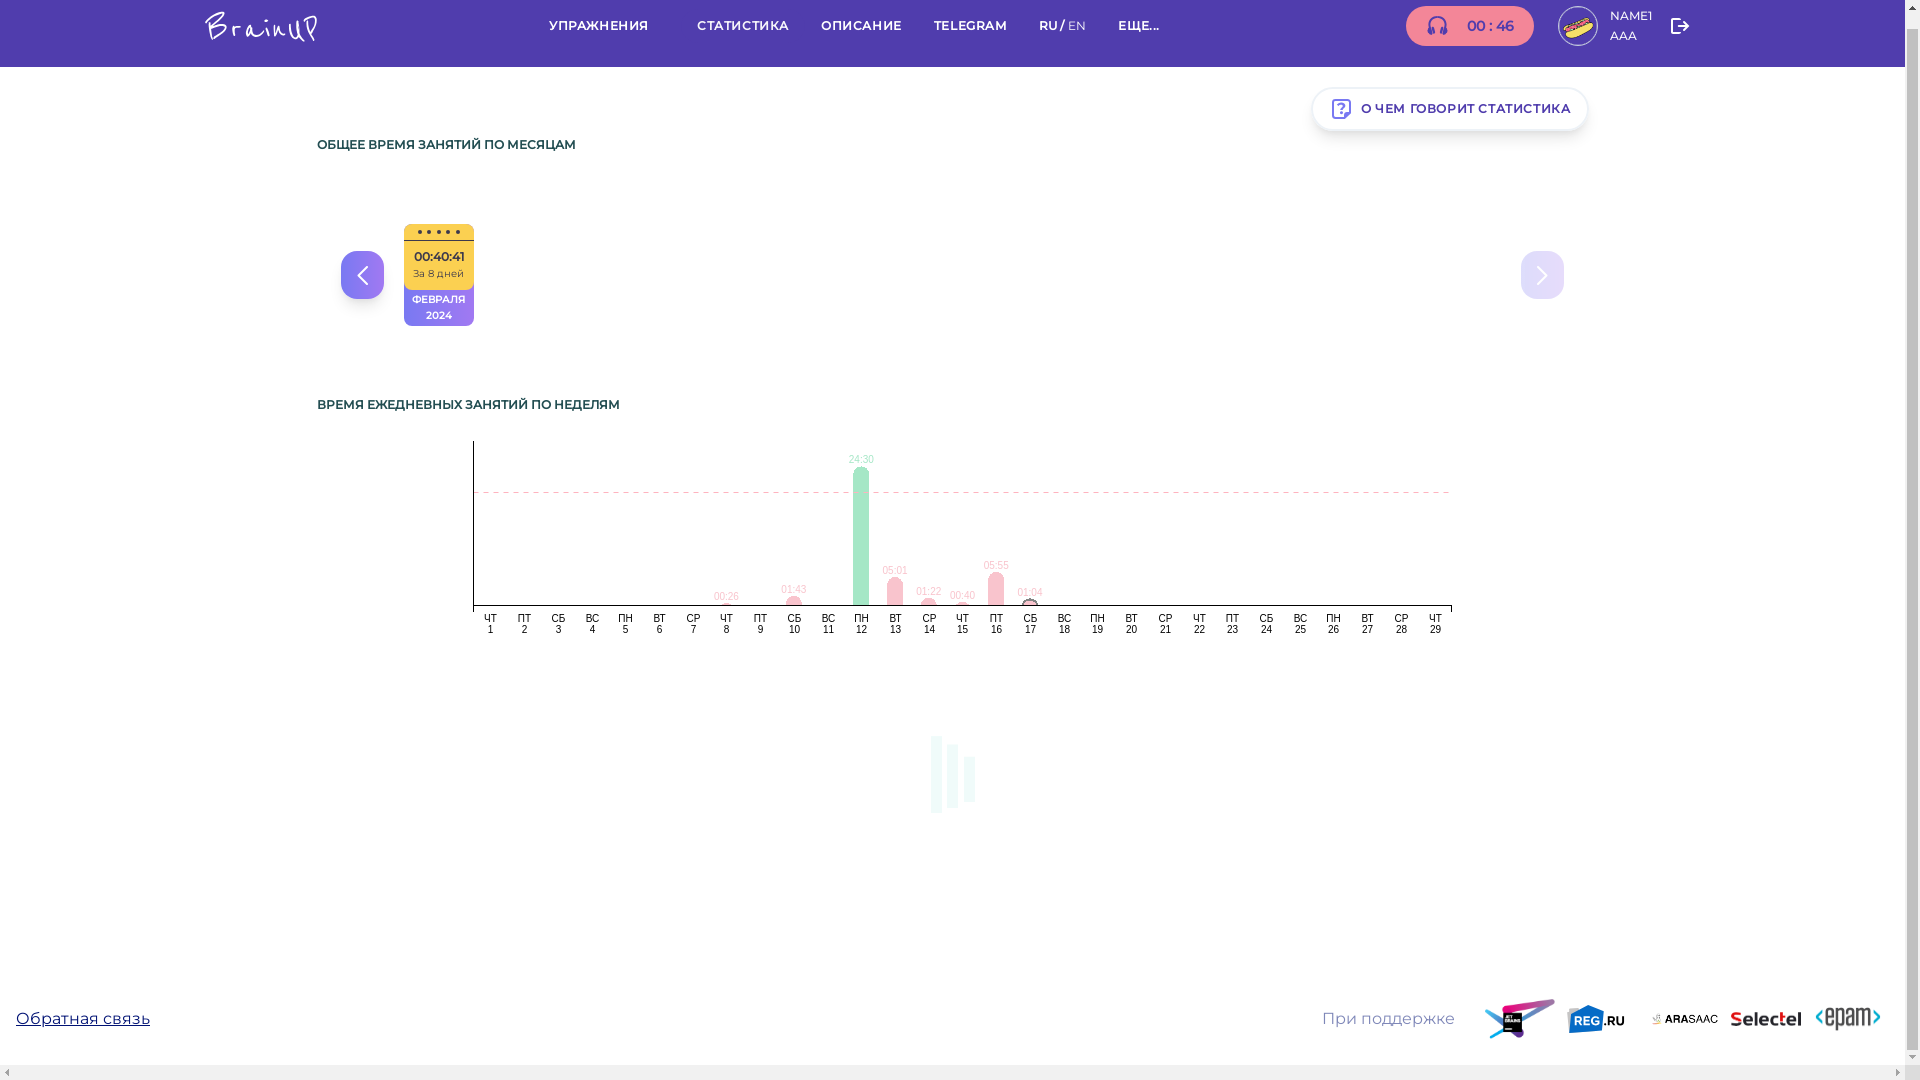 BrainUP
УПРАЖНЕНИЯ
СТАТИСТИКА
ОПИСАНИЕ
TELEGRAM
RU / EN
ЕЩЕ...
00 : 46
NAME1
AAA
О ЧЕМ ГОВОРИТ СТАТИСТИКА
ОБЩЕЕ ВРЕМЯ ЗАНЯТИЙ ПО МЕСЯЦАМ
00:40:41
За 8 дней
ФЕВРАЛЯ
2024
ВРЕМЯ ЕЖЕДНЕВНЫХ ЗАНЯТИЙ ПО НЕДЕЛЯМ
00:26 01:43 24:30 05:01 01:22 00:40 05:55 01:04
ЧТ ПТ СБ ВС ПН ВТ СР ЧТ ПТ СБ ВС ПН ВТ СР ЧТ ПТ СБ ВС ПН ВТ СР ЧТ ПТ СБ ВС ПН ВТ СР ЧТ
1 2 3 4 5 6 7 8 9 10 11 12 13 14 15 16 17 18 19 20 21 22 23 24 25 26 27 28 29
Обратная связь
При поддержке
JET
BRAINS
REG.RU
ARASAAC
Selectel
<epam>